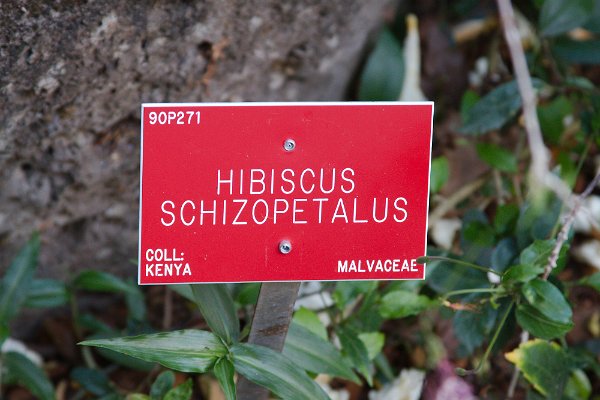 90P271
HIBISCUS
SCHIZOPETALUS
COLL:
KENYA
MALVACEAE